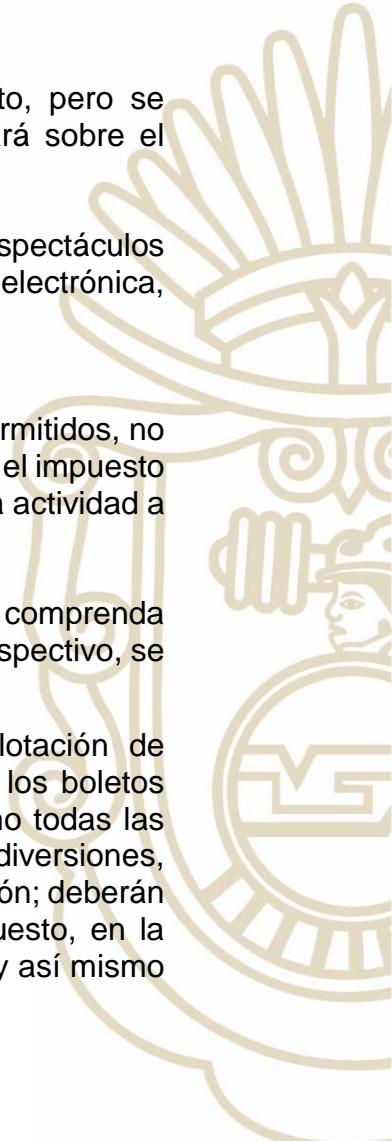 to, pero se
rá sobre el
spectáculos
electrónica,
rmitidos, no
el impuesto
a actividad a
comprenda
spectivo, se
lotación de
los boletos
no todas las
diversiones,
ón; deberán
uesto, en la
y así mismo